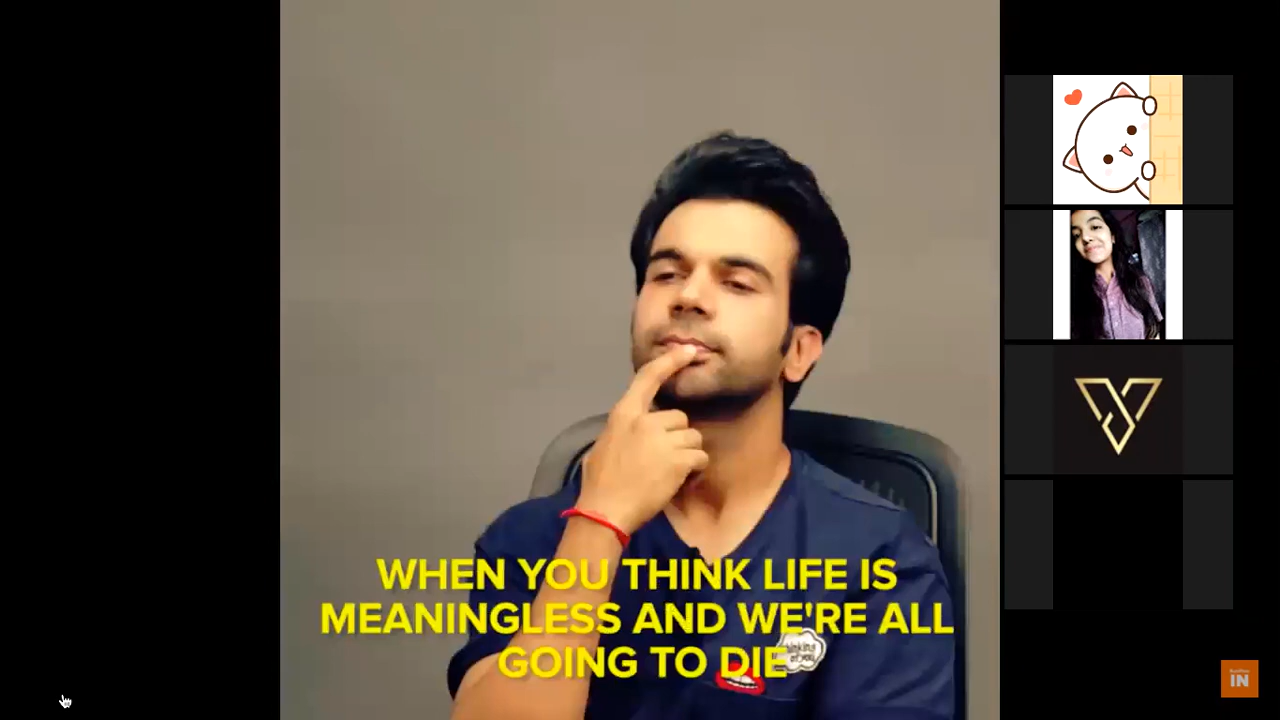 WHEN YOU THINK LIFE IS
MEANINGLESS AND WE'RE ALL
GOING TO DIE
IN